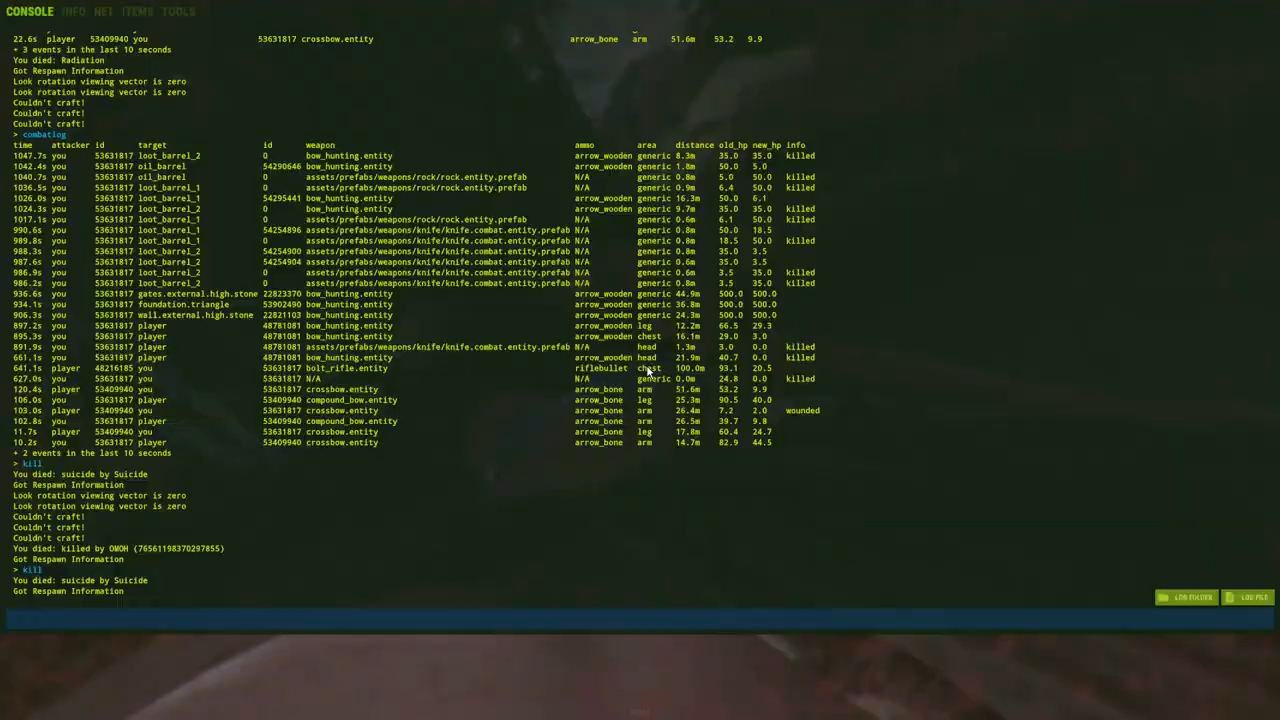 CONSOLE INFO NET ITEMS TOOLS
22.6s player 53409940 you 53631817 crossbow.entity arrow_bone arm 51.6m 53.2 9.9
+ 3 events in the last 10 seconds
You died: Radiation
Got Respawn Information
Look rotation viewing vector is zero
Look rotation viewing vector is zero
Couldn't craft!
Couldn't craft!
Couldn't craft!
> combatlog
time attacker id target id weapon ammo area distance old_hp new_hp info
1047.7s you 53631817 loot_barrel_2 0 bow_hunting.entity arrow_wooden generic 8.3m 35.0 35.0 killed
1042.4s you 53631817 oil_barrel 54290646 bow_hunting.entity arrow_wooden generic 1.8m 50.0 5.0
1040.7s you 53631817 oil_barrel 0 assets/prefabs/weapons/rock/rock.entity.prefab N/A generic 0.8m 5.0 50.0 killed
1036.5s you 53631817 loot_barrel_1 0 assets/prefabs/weapons/rock/rock.entity.prefab N/A generic 0.9m 6.4 50.0 killed
1026.0s you 53631817 loot_barrel_1 54295441 bow_hunting.entity arrow_wooden generic 16.3m 50.0 6.1
1024.3s you 53631817 loot_barrel_2 0 bow_hunting.entity arrow_wooden generic 9.7m 35.0 35.0 killed
1017.1s you 53631817 loot_barrel_1 0 assets/prefabs/weapons/rock/rock.entity.prefab N/A generic 0.6m 6.1 50.0 killed
990.6s you 53631817 loot_barrel_1 54254896 assets/prefabs/weapons/knife/knife.combat.entity.prefab N/A generic 0.8m 50.0 18.5
989.8s you 53631817 loot_barrel_1 0 assets/prefabs/weapons/knife/knife.combat.entity.prefab N/A generic 0.8m 18.5 50.0 killed
988.3s you 53631817 loot_barrel_2 54254900 assets/prefabs/weapons/knife/knife.combat.entity.prefab N/A generic 0.8m 35.0 3.5
987.6s you 53631817 loot_barrel_2 54254904 assets/prefabs/weapons/knife/knife.combat.entity.prefab N/A generic 0.6m 35.0 3.5
986.9s you 53631817 loot_barrel_2 0 assets/prefabs/weapons/knife/knife.combat.entity.prefab N/A generic 0.6m 3.5 35.0 killed
986.2s you 53631817 loot_barrel_2 0 assets/prefabs/weapons/knife/knife.combat.entity.prefab N/A generic 0.8m 3.5 35.0 killed
936.6s you 53631817 gates.external.high.stone 22823370 bow_hunting.entity arrow_wooden generic 44.9m 500.0 500.0
934.1s you 53631817 foundation.triangle 53902490 bow_hunting.entity arrow_wooden generic 36.8m 500.0 500.0
906.3s you 53631817 wall.external.high.stone 22821103 bow_hunting.entity arrow_wooden generic 24.3m 500.0 500.0
897.2s you 53631817 player 48781081 bow_hunting.entity arrow_wooden leg 12.2m 66.5 29.3
895.3s you 53631817 player 48781081 bow_hunting.entity arrow_wooden chest 16.1m 29.0 3.0
891.9s you 53631817 player 48781081 assets/prefabs/weapons/knife/knife.combat.entity.prefab N/A head 1.3m 3.0 0.0 killed
661.1s you 53631817 player 48781081 bow_hunting.entity arrow_wooden head 21.9m 40.7 0.0 killed
641.1s player 48216185 you 53631817 bolt_rifle.entity riflebullet chest 100.0m 93.1 20.5
627.0s you 53631817 you 53631817 N/A N/A generic 0.0m 24.8 0.0 killed
120.4s player 53409940 you 53631817 crossbow.entity arrow_bone arm 51.6m 53.2 9.9
106.0s you 53631817 player 53409940 compound_bow.entity arrow_bone leg 25.3m 90.5 40.0
103.0s player 53409940 you 53631817 crossbow.entity arrow_bone arm 26.4m 7.2 2.0 wounded
102.8s you 53631817 player 53409940 compound_bow.entity arrow_bone arm 26.5m 39.7 9.8
11.7s player 53409940 you 53631817 crossbow.entity arrow_bone leg 17.8m 60.4 24.7
10.2s you 53631817 player 53409940 crossbow.entity arrow_bone arm 14.7m 82.9 44.5
+ 2 events in the last 10 seconds
> kill
You died: suicide by Suicide
Got Respawn Information
Look rotation viewing vector is zero
Look rotation viewing vector is zero
Couldn't craft!
Couldn't craft!
Couldn't craft!
You died: killed by OMOH (76561198370297855)
Got Respawn Information
> kill
You died: suicide by Suicide
Got Respawn Information
LOG FOLDER LOG FILE